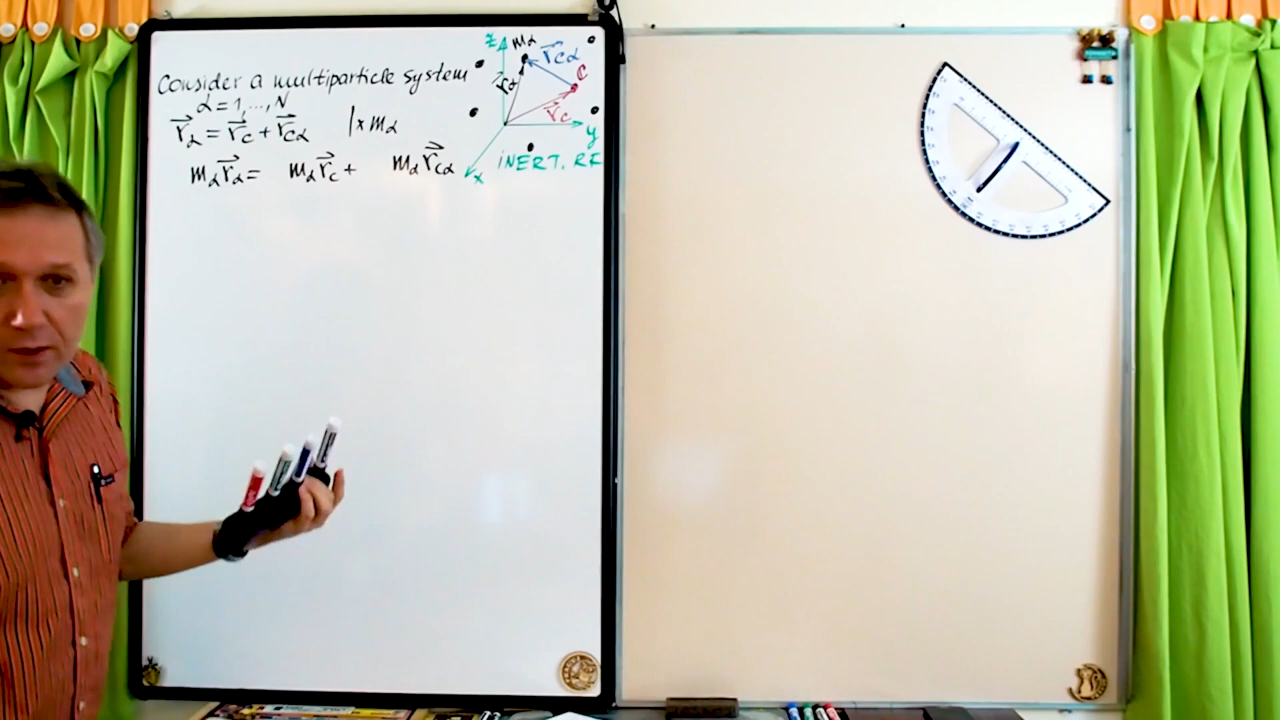 Consider a multiparticle system
α = 1,...,N
r⃗α = r⃗c + r⃗cα |×mα
mα r⃗α = mα r⃗c + mα r⃗cα
z
mα
r⃗cα
r⃗α
C
r⃗c
y
x
INERT. RF